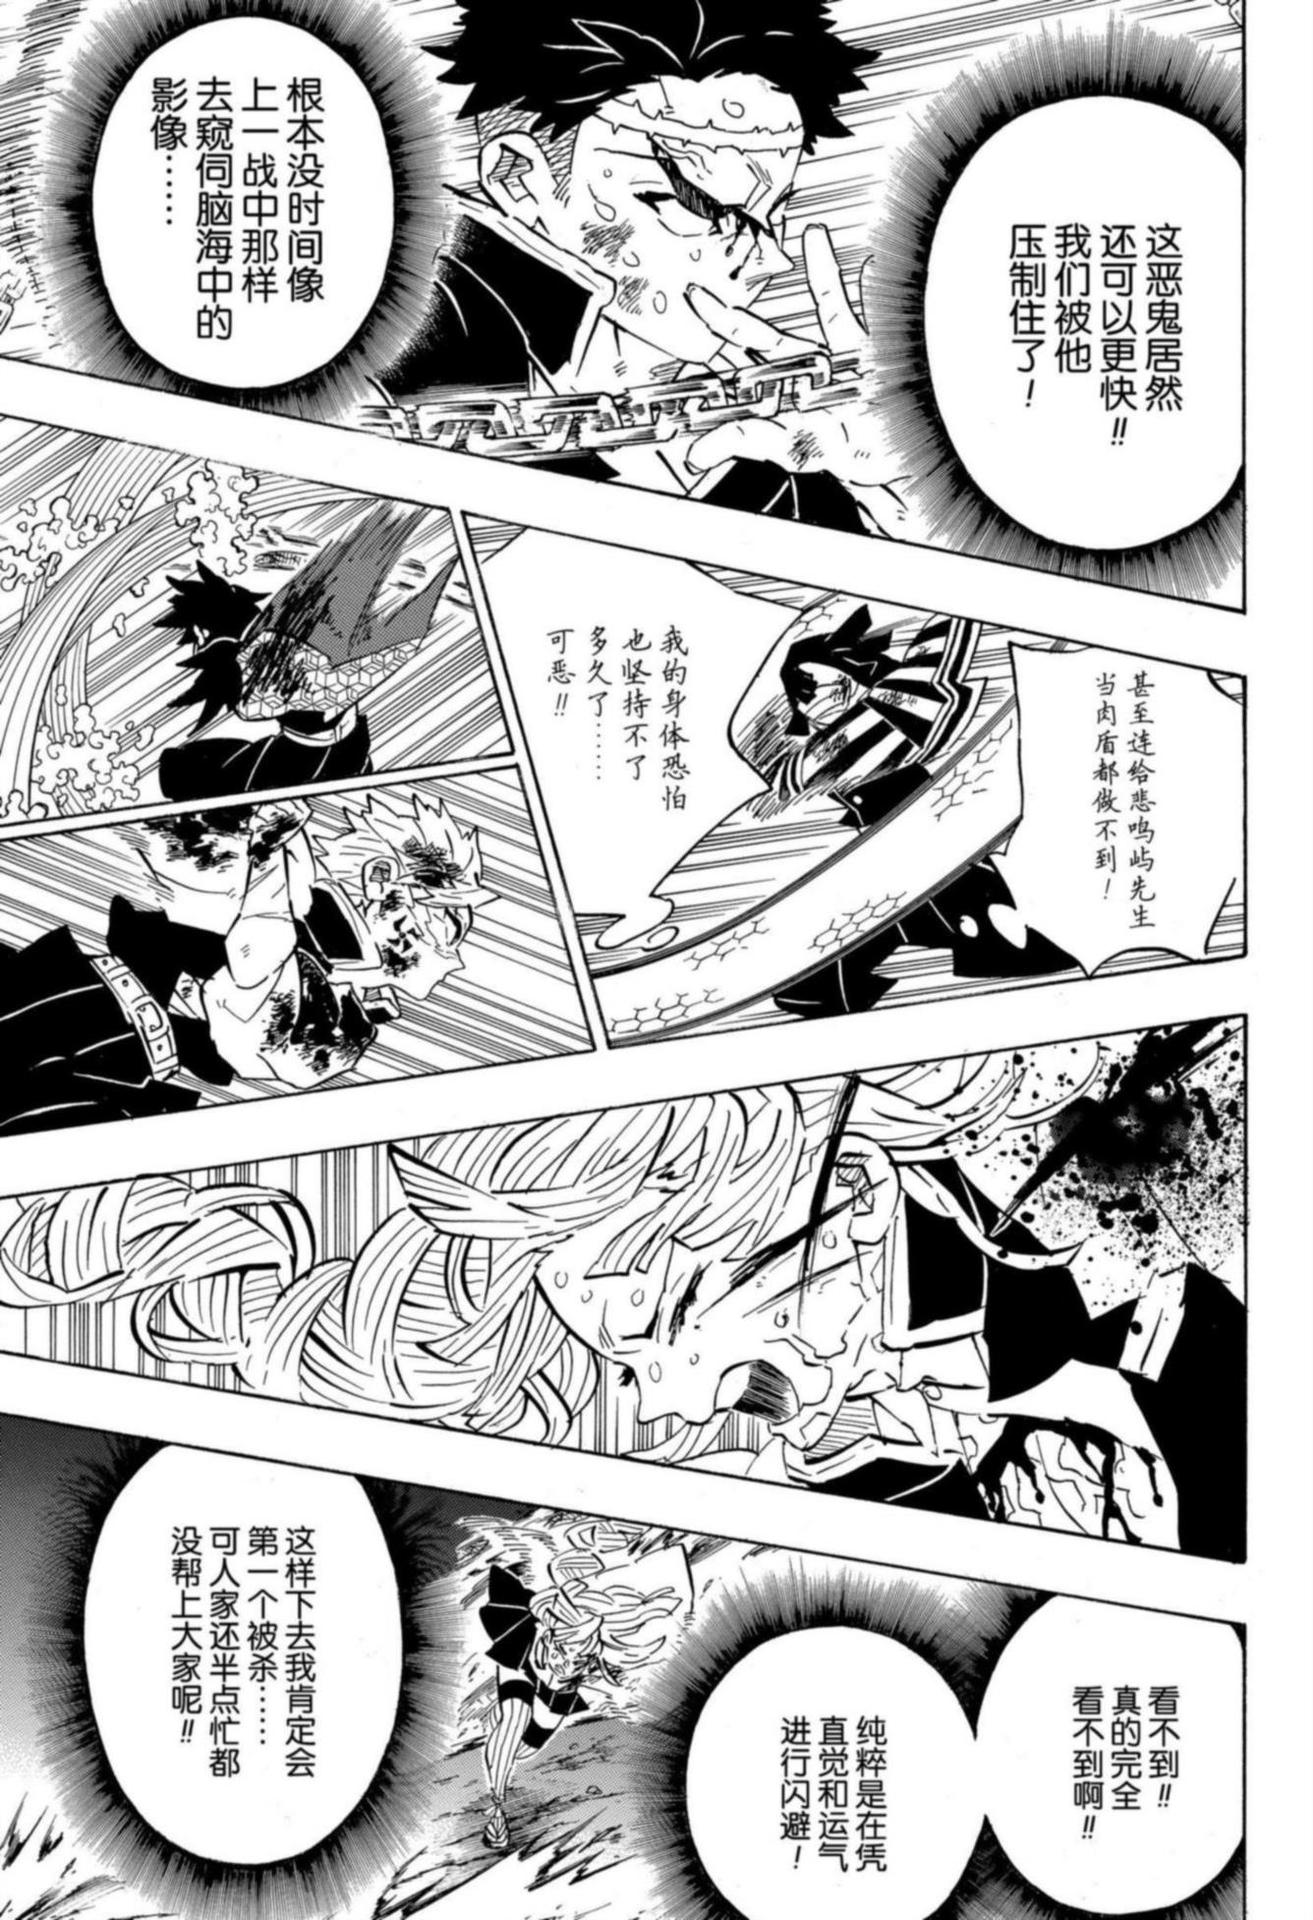 这恶鬼居然
还可以更快!!
我们被他
压制住了!
根本没时间像
上一战中那样
去窥伺脑海中的
影像……
甚至连给悲鸣屿先生
当肉盾都做不到!
我的身体恐怕
也坚持不了
多久了……
可恶!!
看不到!!
真的完全
看不到啊!!
纯粹是在凭
直觉和运气
进行闪避!
这样下去我肯定会
第一个被杀……
可人家还半点忙都
没帮上大家呢!!